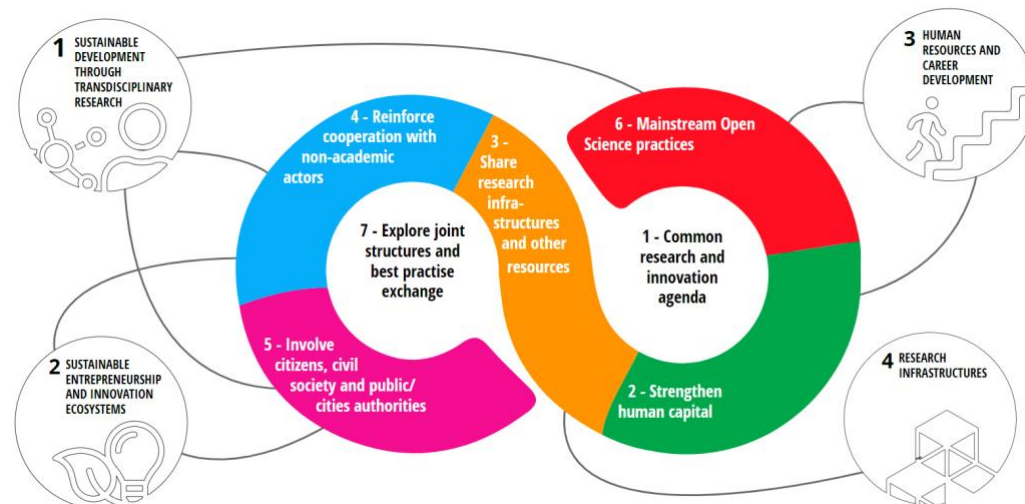 1 SUSTAINABLE
DEVELOPMENT
THROUGH
TRANSDISCIPLINARY
RESEARCH
3 HUMAN
RESOURCES AND
CAREER
DEVELOPMENT
4 - Reinforce
cooperation with
non-academic
actors
3 -
Share
research
infra-
structures
and other
resources
6 - Mainstream Open
Science practices
7 - Explore joint
structures and
best practise
exchange
1 - Common
research and
innovation
agenda
5 - Involve
citizens, civil
society and public/
cities authorities
2 - Strengthen
human capital
2 SUSTAINABLE
ENTREPRENEURSHIP
AND INNOVATION
ECOSYSTEMS
4 RESEARCH
INFRASTRUCTURES